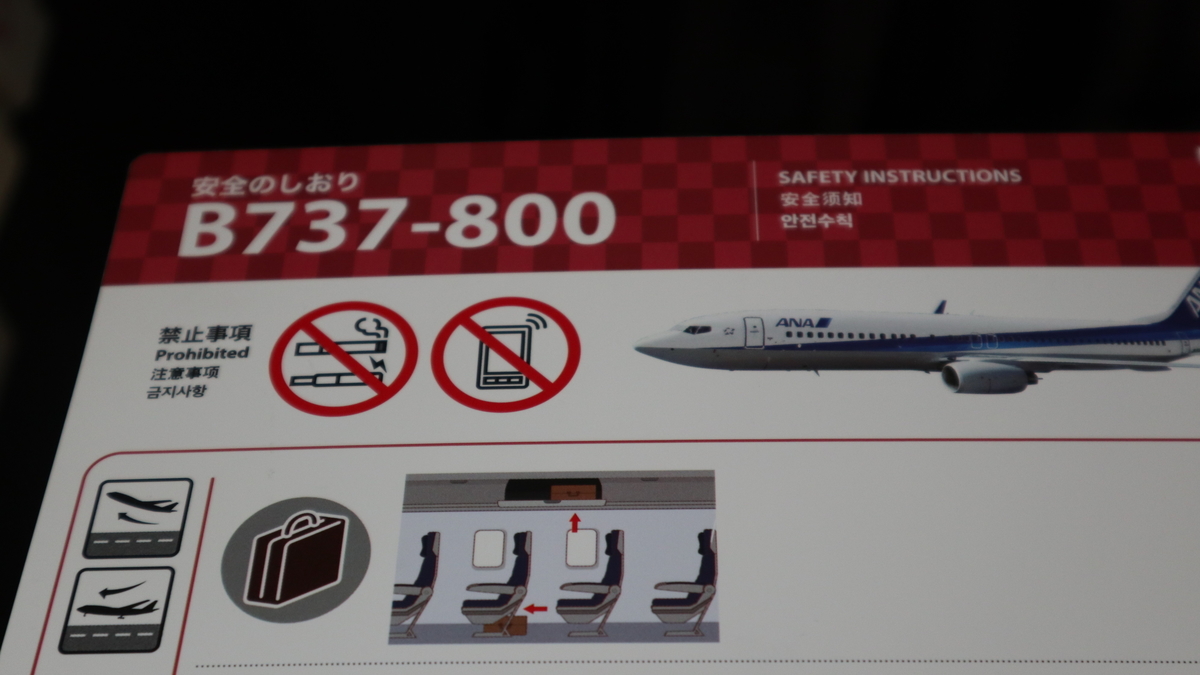 安全のしおり
B737-800
SAFETY INSTRUCTIONS
安全须知
안전수칙
禁止事項
Prohibited
注意事項
금지사항
ANA